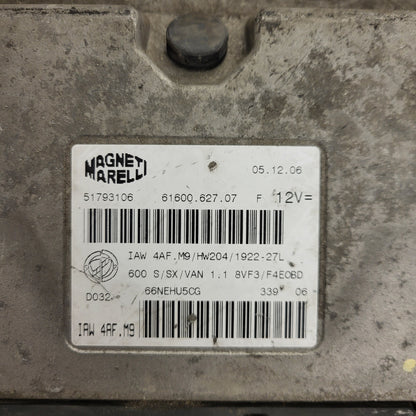 MAGNETI
MARELLI
05.12.06
51793106 61600.627.07 F 12V=
IAW 4AF.M9/HW204/1922-27L
600 S/SX/VAN 1.1 8VF3/F4EOBD
D032 66NEHU5CG 339 06
IAW 4AF.M9